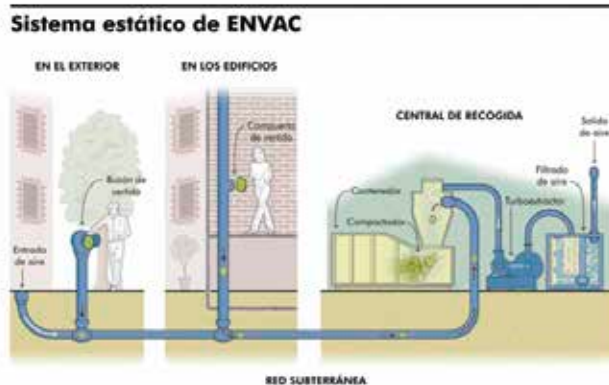 Sistema estático de ENVAC
EN EL EXTERIOR
EN LOS EDIFICIOS
CENTRAL DE RECOGIDA
Salida
de aire
Compuerta
de vertido
Buzón de
vertido
Filtrado
de aire
Contenedor
Turboextractor
Compactador
Entrada
de aire
RED SUBTERRÁNEA